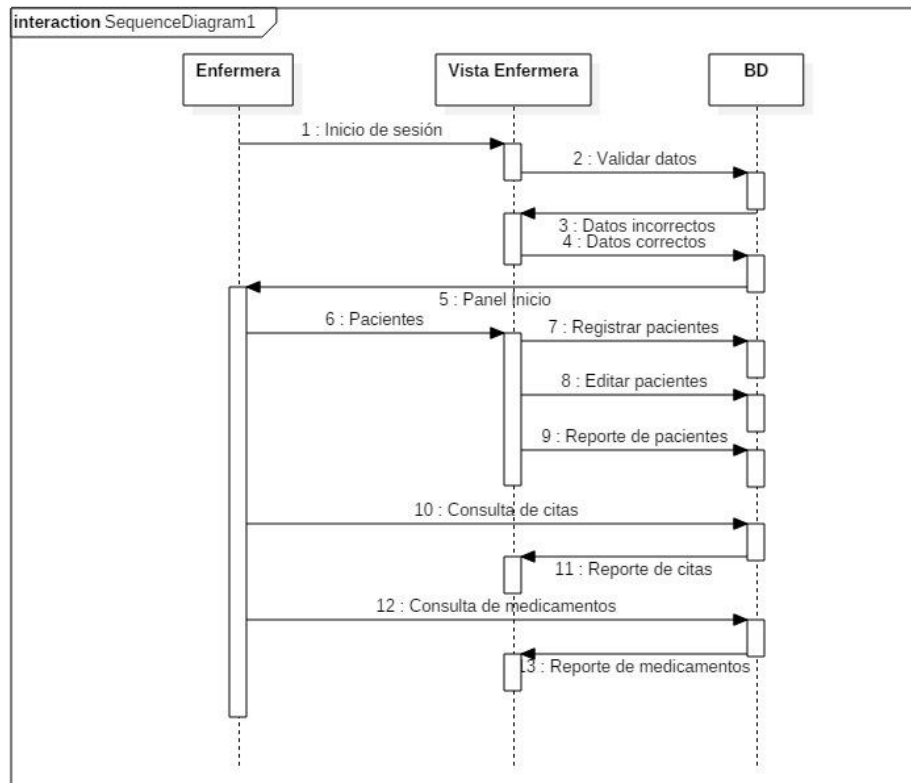 interaction SequenceDiagram1
Enfermera
Vista Enfermera
BD
1 : Inicio de sesión
2 : Validar datos
3 : Datos incorrectos
4 : Datos correctos
5 : Panel Inicio
6 : Pacientes
7 : Registrar pacientes
8 : Editar pacientes
9 : Reporte de pacientes
10 : Consulta de citas
11 : Reporte de citas
12 : Consulta de medicamentos
13 : Reporte de medicamentos